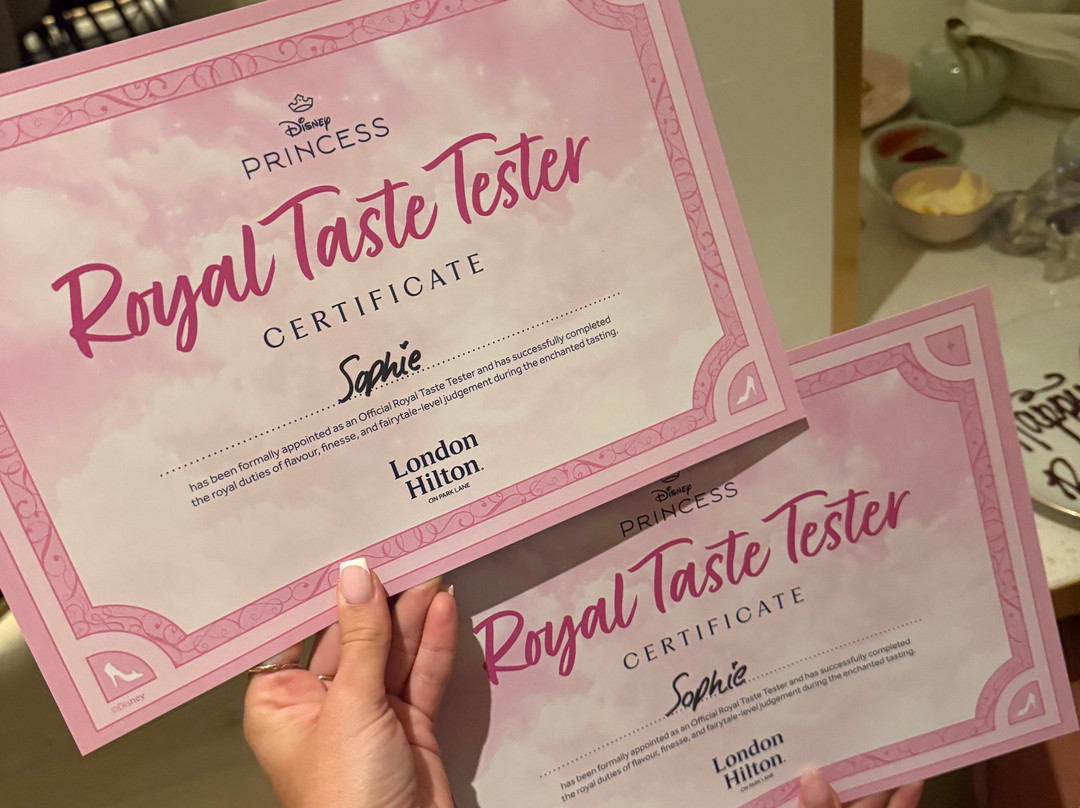 Disney
PRINCESS
Royal Taste Tester
CERTIFICATE
Sophie
has been formally appointed as an Official Royal Taste Tester and has successfully completed
the royal duties of flavour, finesse, and fairytale-level judgement during the enchanted tasting.
London
Hilton
ON PARK LANE
©Disney
Disney
PRINCESS
Royal Taste Tester
CERTIFICATE
Sophie
has been formally appointed as an Official Royal Taste Tester and has successfully completed
the royal duties of flavour, finesse, and fairytale-level judgement during the enchanted tasting.
London
Hilton
ON PARK LANE